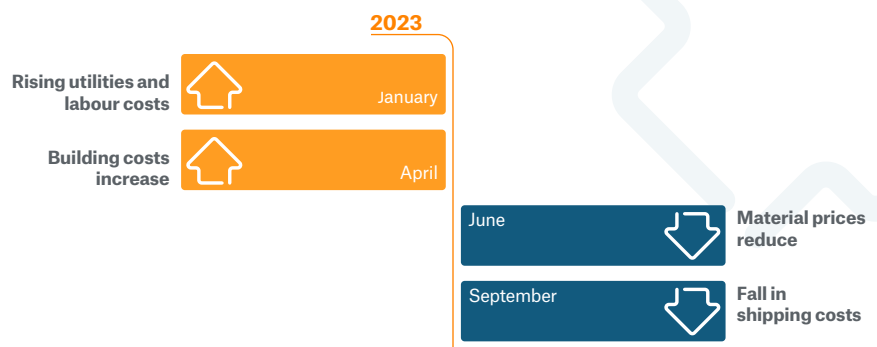 2023
Rising utilities and
labour costs
January
Building costs
increase
April
June
Material prices
reduce
September
Fall in
shipping costs